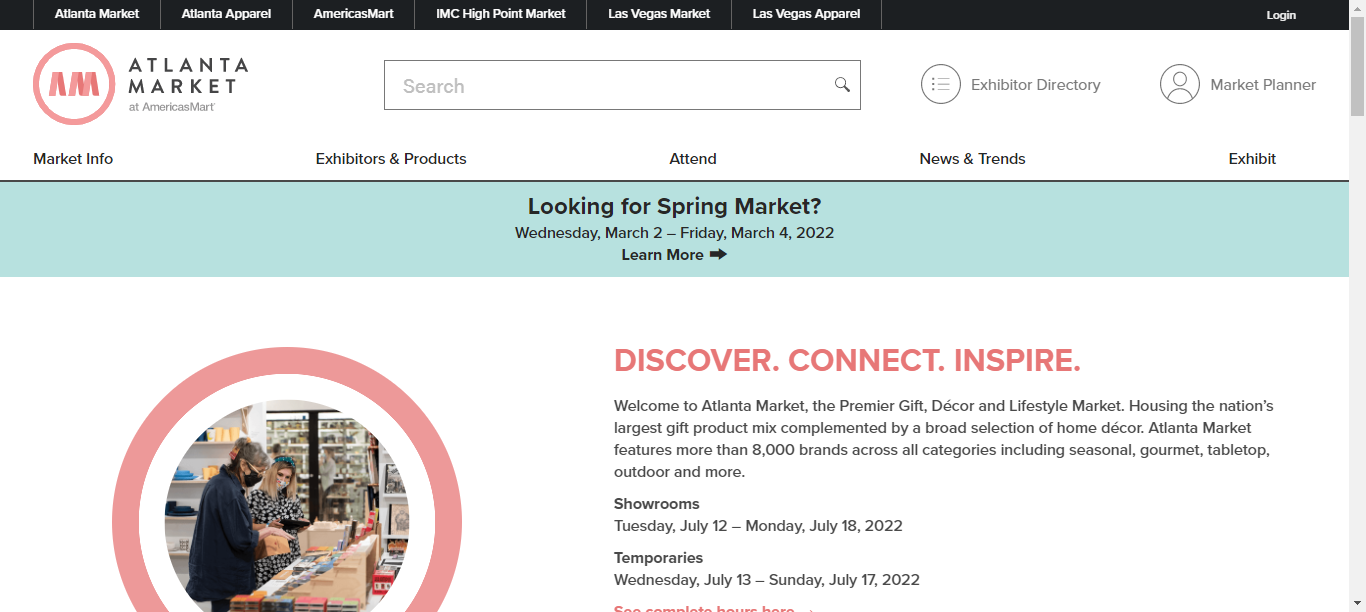 Atlanta Market
Atlanta Apparel
AmericasMart
IMC High Point Market
Las Vegas Market
Las Vegas Apparel
Login
ATLANTA
MARKET
at AmericasMart
Search
Exhibitor Directory
Market Planner
Market Info
Exhibitors & Products
Attend
News & Trends
Exhibit
Looking for Spring Market?
Wednesday, March 2 – Friday, March 4, 2022
Learn More
DISCOVER. CONNECT. INSPIRE.
Welcome to Atlanta Market, the Premier Gift, Décor and Lifestyle Market. Housing the nation’s
largest gift product mix complemented by a broad selection of home décor. Atlanta Market
features more than 8,000 brands across all categories including seasonal, gourmet, tabletop,
outdoor and more.
Showrooms
Tuesday, July 12 – Monday, July 18, 2022
Temporaries
Wednesday, July 13 – Sunday, July 17, 2022
See complete hours here →